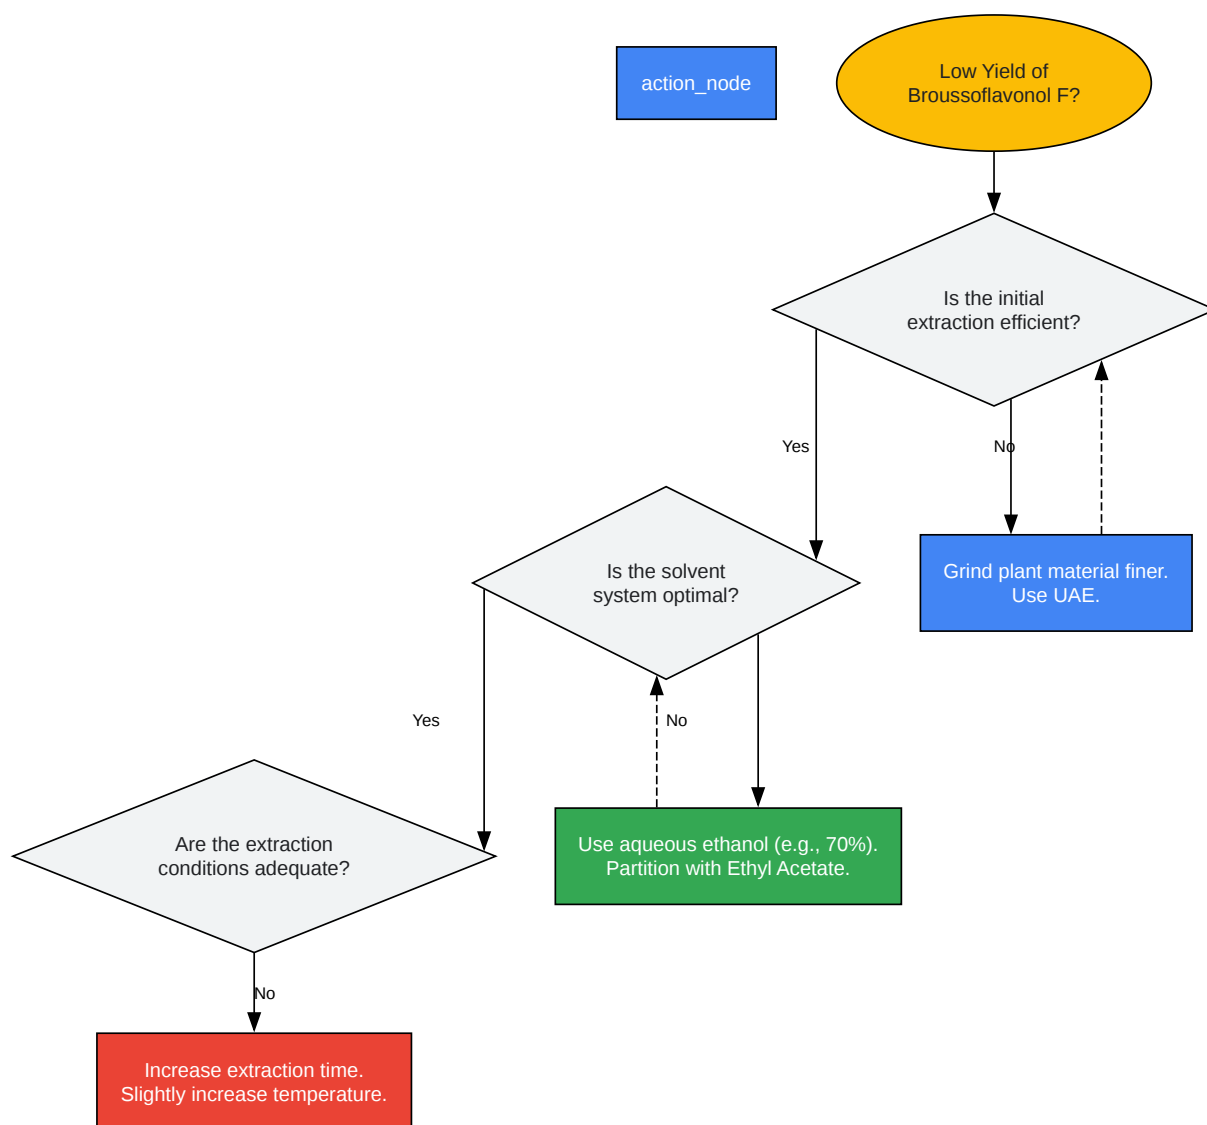 action_node
Low Yield of
Broussoflavonol F?
Is the initial
extraction efficient?
Yes
No
Is the solvent
system optimal?
Grind plant material finer.
Use UAE.
Yes
No
Are the extraction
conditions adequate?
Use aqueous ethanol (e.g., 70%).
Partition with Ethyl Acetate.
No
Increase extraction time.
Slightly increase temperature.